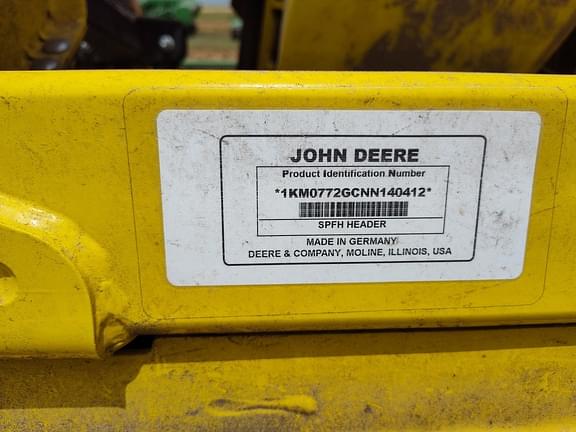 JOHN DEERE
Product Identification Number
*1KM0772GCNN140412*
SPFH HEADER
MADE IN GERMANY
DEERE & COMPANY, MOLINE, ILLINOIS, USA